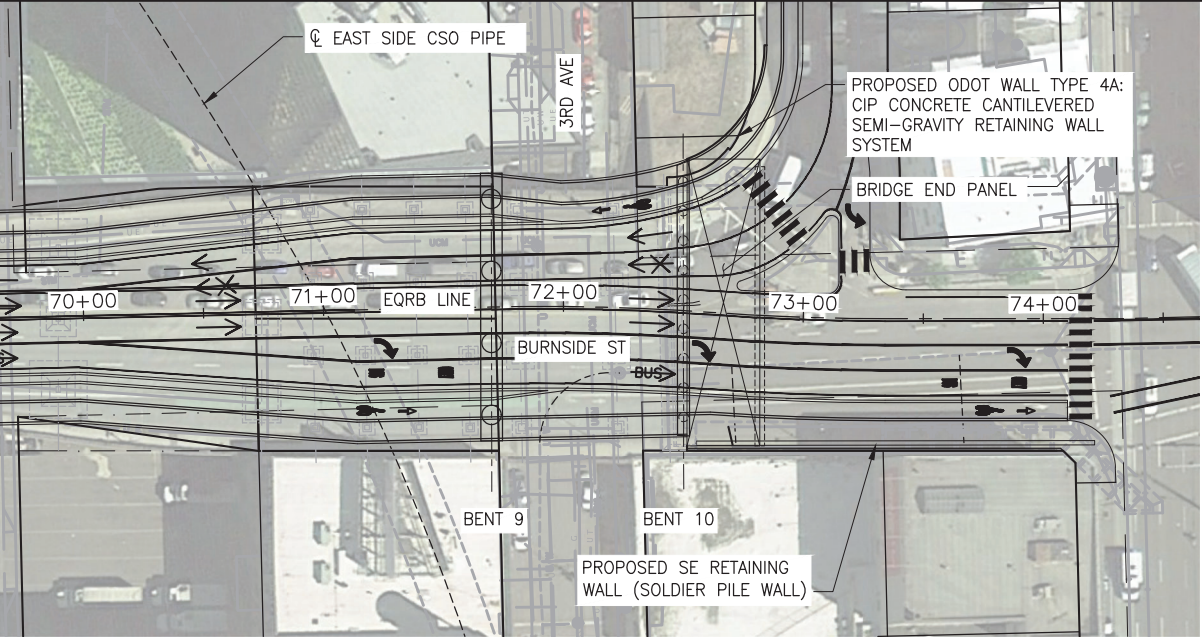 ℄ EAST SIDE CSO PIPE
3RD AVE
PROPOSED ODOT WALL TYPE 4A:
CIP CONCRETE CANTILEVERED
SEMI-GRAVITY RETAINING WALL
SYSTEM
BRIDGE END PANEL
70+00
71+00
EQRB LINE
72+00
73+00
74+00
BURNSIDE ST
BUS
BENT 9
BENT 10
PROPOSED SE RETAINING
WALL (SOLDIER PILE WALL)